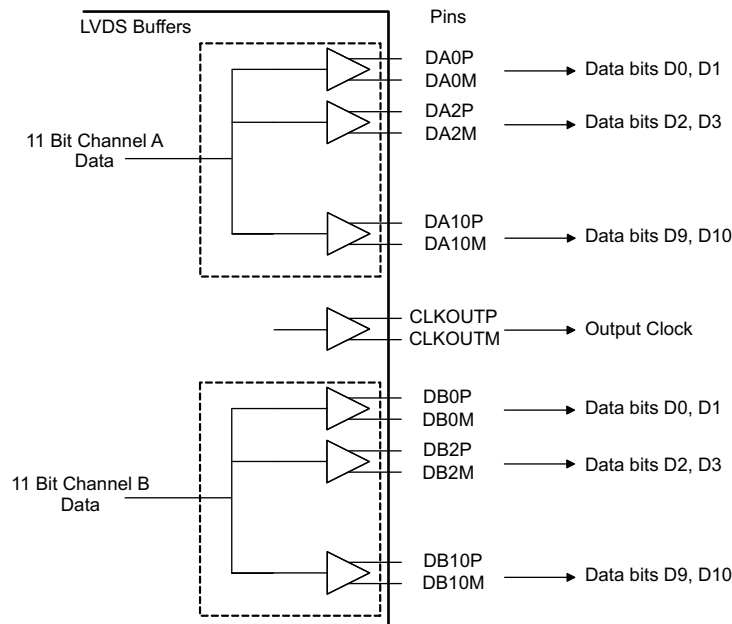 LVDS Buffers
Pins
11 Bit Channel A
Data
DA0P
DA0M
Data bits D0, D1
DA2P
DA2M
Data bits D2, D3
DA10P
DA10M
Data bits D9, D10
CLKOUTP
CLKOUTM
Output Clock
11 Bit Channel B
Data
DB0P
DB0M
Data bits D0, D1
DB2P
DB2M
Data bits D2, D3
DB10P
DB10M
Data bits D9, D10